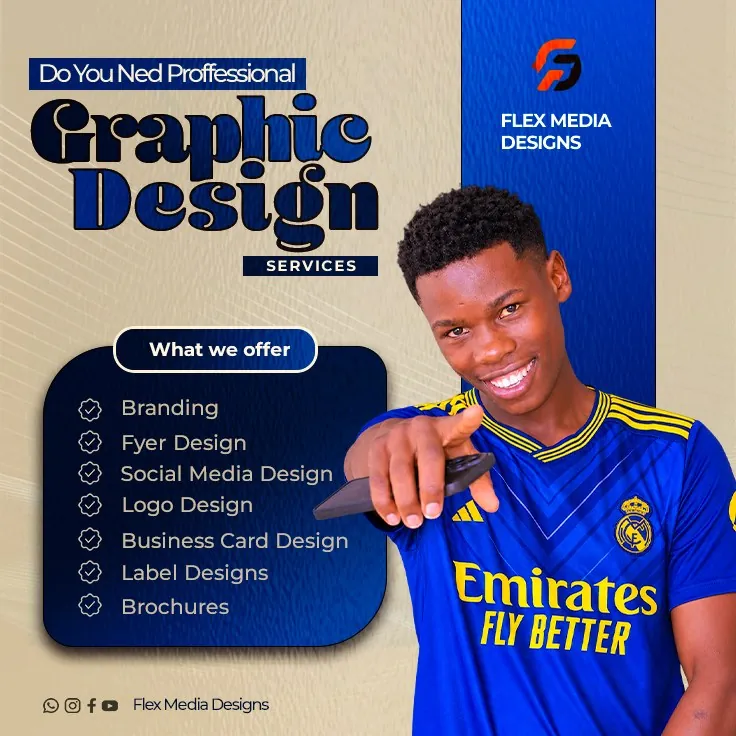 Do You Ned Proffessional
Graphic
Design
SERVICES
FLEX MEDIA
DESIGNS
What we offer
Branding
Fyer Design
Social Media Design
Logo Design
Business Card Design
Label Designs
Brochures
Emirates
FLY BETTER
Flex Media Designs